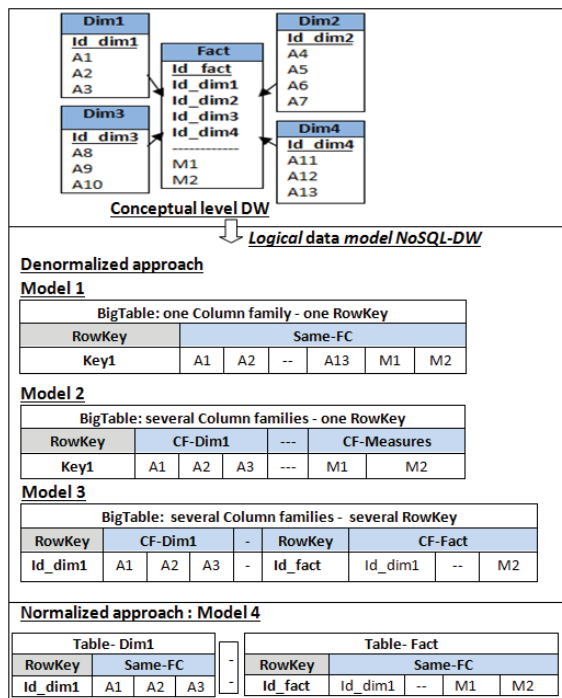 Dim1
Id_dim1
A1
A2
A3
Dim3
Id_dim3
A8
A9
A10
Fact
Id_fact
Id_dim1
Id_dim2
Id_dim3
Id_dim4
------------
M1
M2
Dim2
Id_dim2
A4
A5
A6
A7
Dim4
Id_dim4
A11
A12
A13
Conceptual level DW
Logical data model NoSQL-DW
Denormalized approach
Model 1
BigTable: one Column family - one RowKey
RowKey Same-FC
Key1 A1 A2 -- A13 M1 M2
Model 2
BigTable: several Column families - one RowKey
RowKey CF-Dim1 --- CF-Measures
Key1 A1 A2 A3 --- M1 M2
Model 3
BigTable: several Column families - several RowKey
RowKey CF-Dim1 - RowKey CF-Fact
Id_dim1 A1 A2 A3 - Id_fact Id_dim1 -- M2
Normalized approach : Model 4
Table- Dim1
RowKey Same-FC
Id_dim1 A1 A2 A3
-
-
Table- Fact
RowKey Same-FC
Id_fact Id_dim1 -- M1 M2